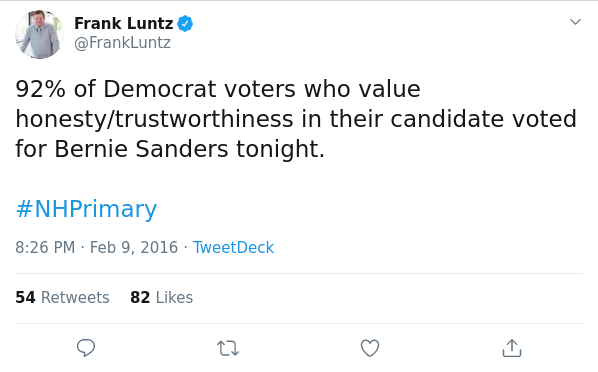 Frank Luntz
@FrankLuntz
92% of Democrat voters who value
honesty/trustworthiness in their candidate voted
for Bernie Sanders tonight.
#NHPrimary
8:26 PM · Feb 9, 2016 · TweetDeck
54 Retweets 82 Likes